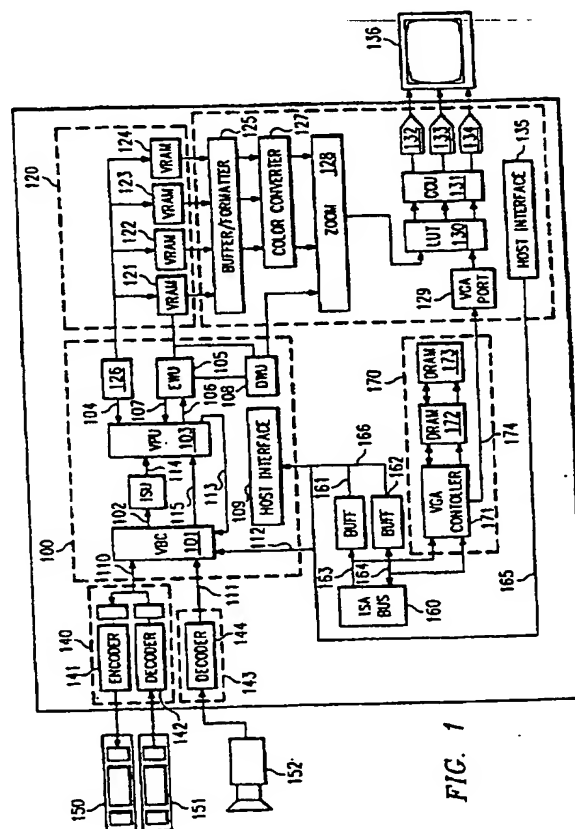 120
124
VRAM
123
VRAM
122
VRAM
121
VRAM
125
BUFFER/FORMATTER
127
COLOR CONVERTER
128
ZOOM
136
132
133
134
CCU
131
LUT
130
VGA
PORT
129
135
HOST INTERFACE
100
126
104
107
105
EWU
106
108
DWU
VPU
103
114
ISU
102
115
113
109
HOST INTERFACE
VBC
101
110
111
112
140
141
ENCODER
DECODER
142
DECODER
144
143
150
151
152
161
166
BUFF
BUFF
162
163
164
ISA
BUS
160
170
DRAM
173
DRAM
172
VGA
CONTOLLER
171
174
165
FIG. 1